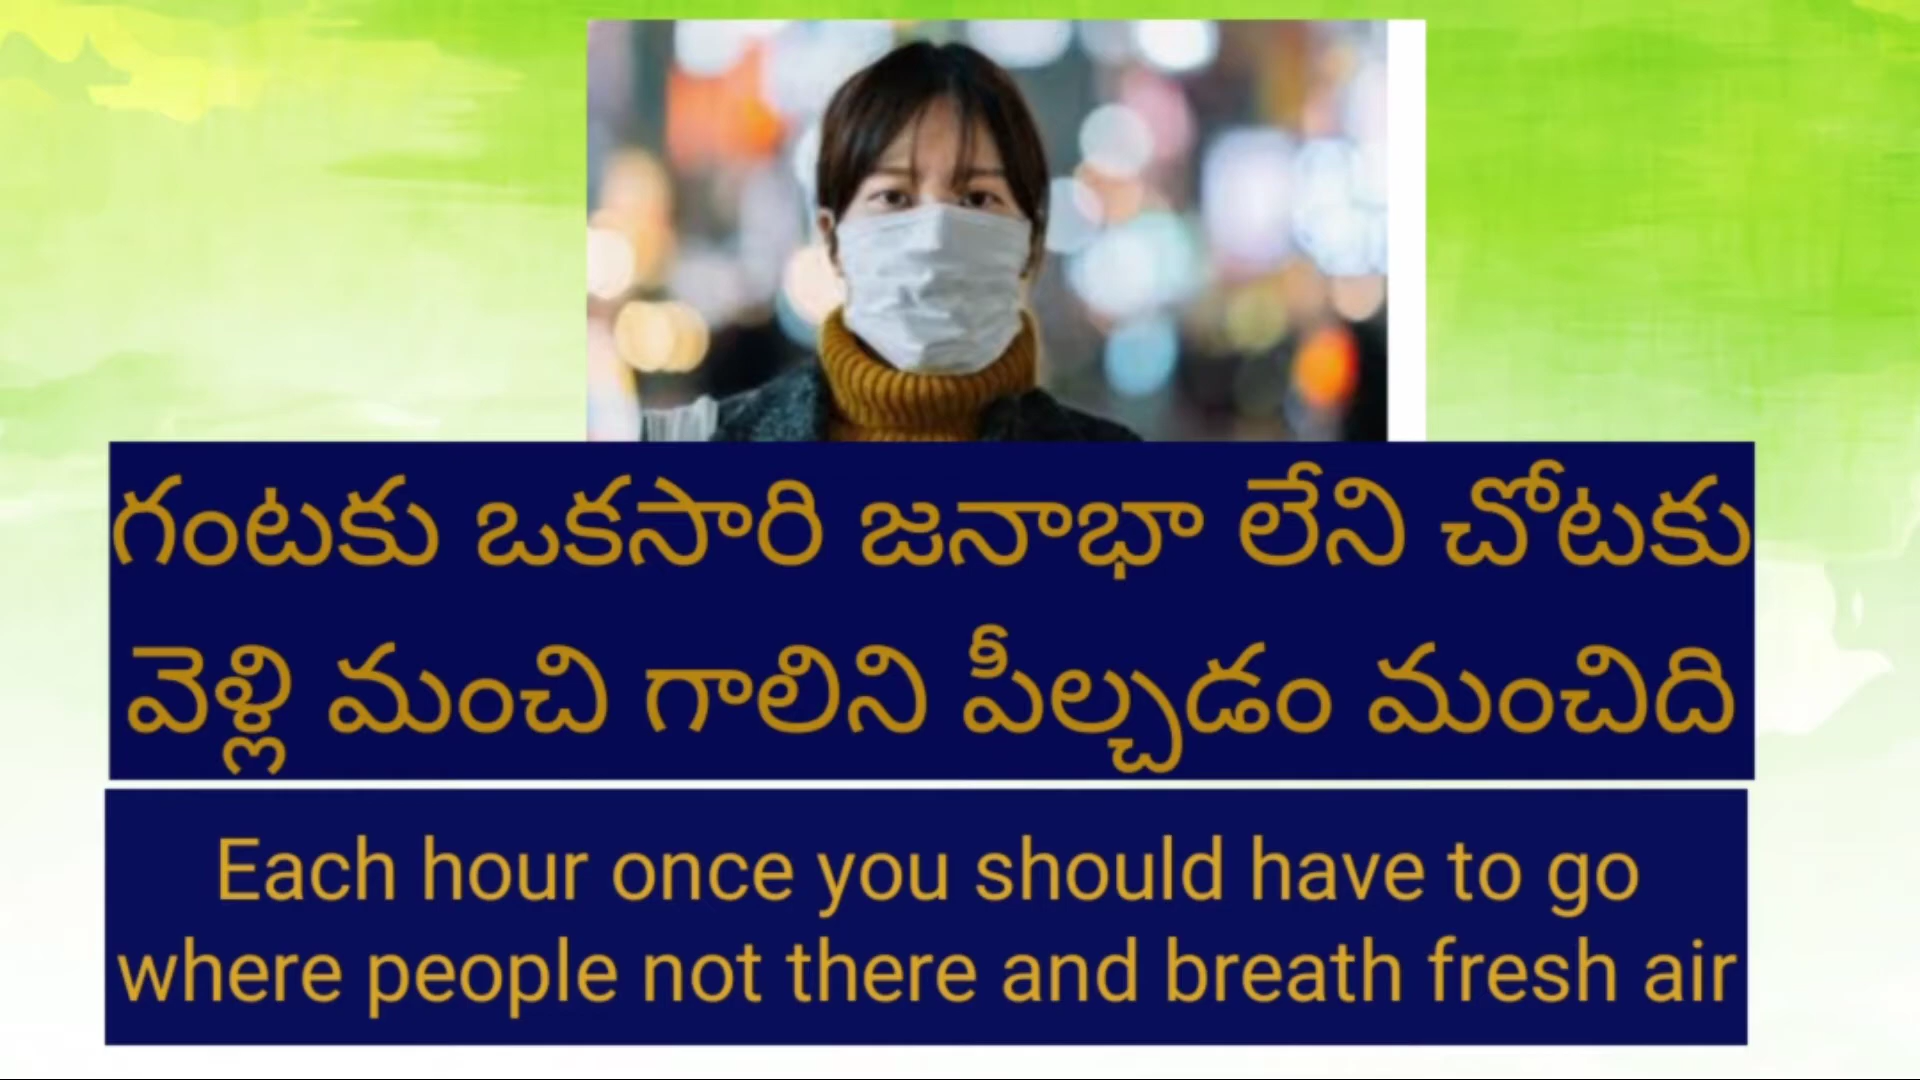 గంటకు ఒకసారి జనాభా లేని చోటకు
వెళ్లి మంచి గాలిని పీల్చడం మంచిది
Each hour once you should have to go
where people not there and breath fresh air